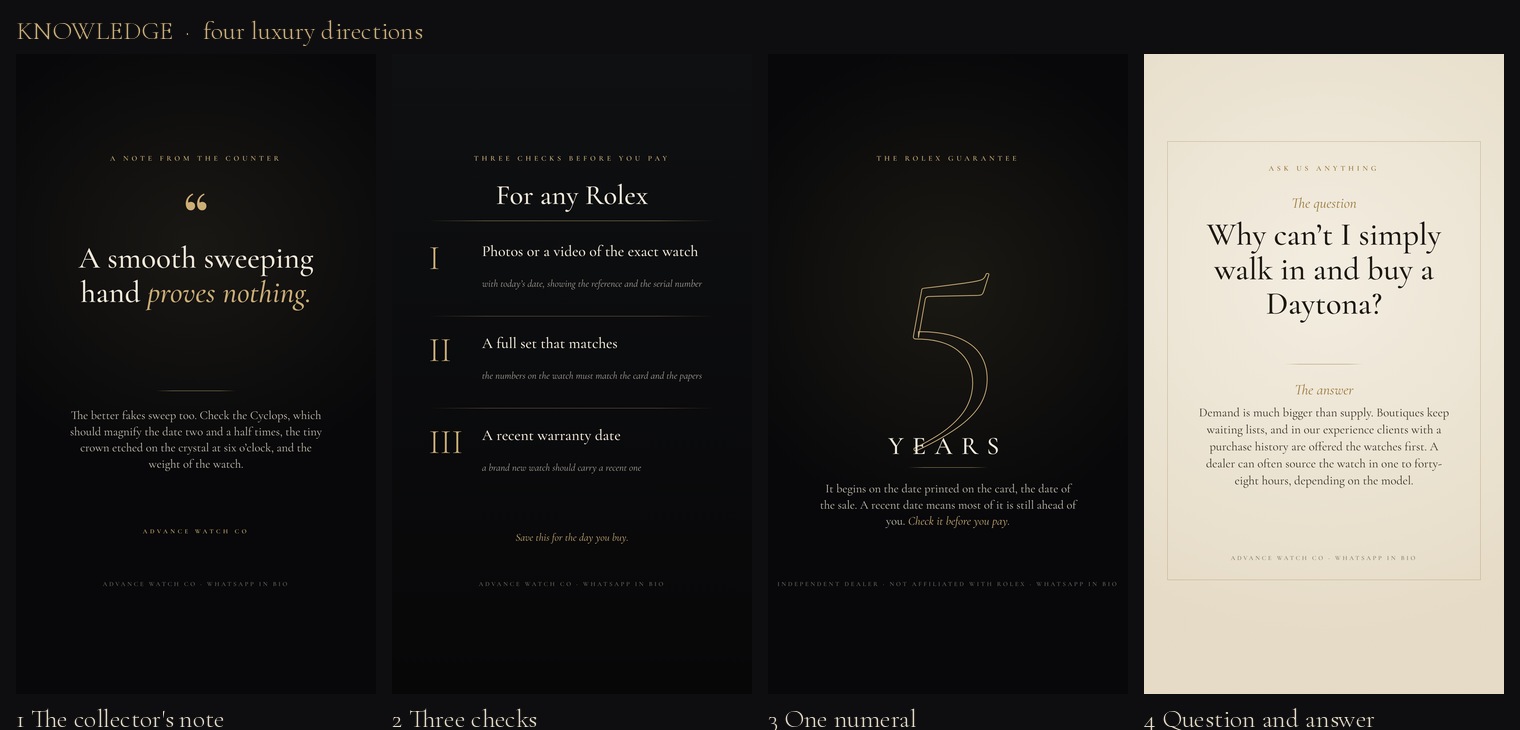 KNOWLEDGE · four luxury directions
A NOTE FROM THE COUNTER
“
A smooth sweeping
hand proves nothing.
The better fakes sweep too. Check the Cyclops, which
should magnify the date two and a half times, the tiny
crown etched on the crystal at six o’clock, and the
weight of the watch.
ADVANCE WATCH CO
ADVANCE WATCH CO · WHATSAPP IN BIO
1 The collector's note
THREE CHECKS BEFORE YOU PAY
For any Rolex
I
Photos or a video of the exact watch
with today’s date, showing the reference and the serial number
II
A full set that matches
the numbers on the watch must match the card and the papers
III
A recent warranty date
a brand new watch should carry a recent one
Save this for the day you buy.
ADVANCE WATCH CO · WHATSAPP IN BIO
2 Three checks
THE ROLEX GUARANTEE
5
YEARS
It begins on the date printed on the card, the date of
the sale. A recent date means most of it is still ahead of
you. Check it before you pay.
INDEPENDENT DEALER · NOT AFFILIATED WITH ROLEX · WHATSAPP IN BIO
3 One numeral
ASK US ANYTHING
The question
Why can’t I simply
walk in and buy a
Daytona?
The answer
Demand is much bigger than supply. Boutiques keep
waiting lists, and in our experience clients with a
purchase history are offered the watches first. A
dealer can often source the watch in one to forty-
eight hours, depending on the model.
ADVANCE WATCH CO · WHATSAPP IN BIO
4 Question and answer